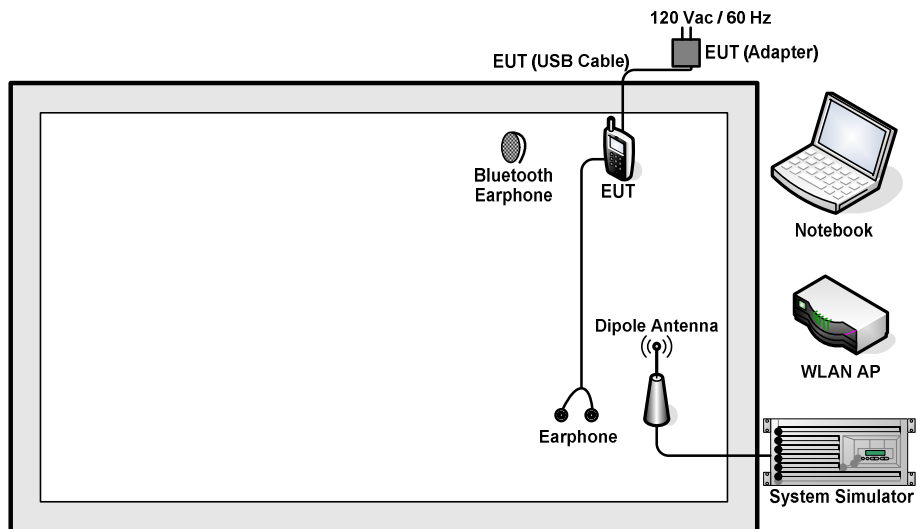 120 Vac / 60 Hz
EUT (USB Cable)
EUT (Adapter)
Bluetooth
Earphone
EUT
Notebook
Dipole Antenna
WLAN AP
Earphone
System Simulator